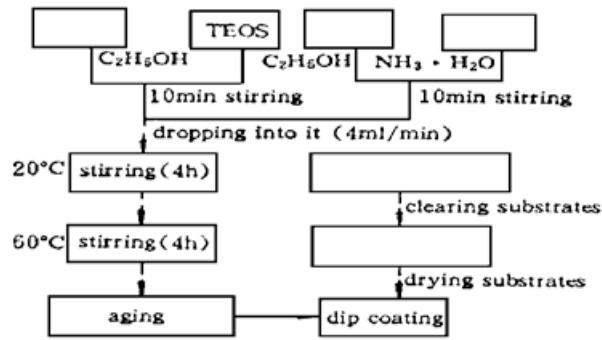 TEOS
C₂H₅OH
C₂H₅OH
NH₃ · H₂O
10min stirring
10min stirring
dropping into it (4ml/min)
20°C
stirring(4h)
clearing substrates
60°C
stirring(4h)
drying substrates
aging
dip coating